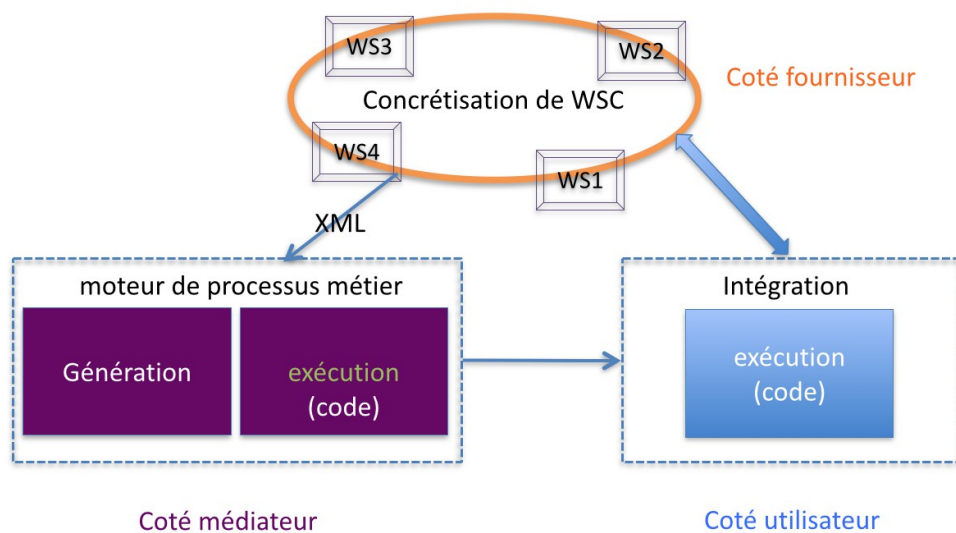 WS3
WS2
Coté fournisseur
Concrétisation de WSC
WS4
WS1
XML
moteur de processus métier
Intégration
Génération
exécution
(code)
exécution
(code)
Coté médiateur
Coté utilisateur